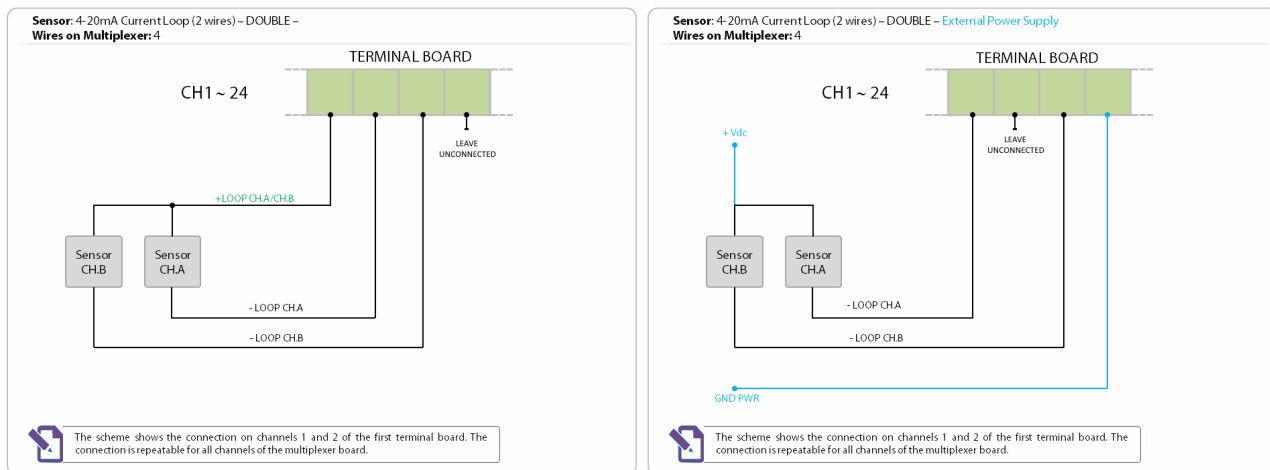 Sensor: 4-20mA Current Loop (2 wires) – DOUBLE –
Wires on Multiplexer: 4
TERMINAL BOARD
CH1 ~ 24
LEAVE
UNCONNECTED
+LOOP CH.A/CH.B
Sensor
CH.B
Sensor
CH.A
- LOOP CH.A
- LOOP CH.B
The scheme shows the connection on channels 1 and 2 of the first terminal board. The
connection is repeatable for all channels of the multiplexer board.
Sensor: 4-20mA Current Loop (2 wires) – DOUBLE – External Power Supply
Wires on Multiplexer: 4
TERMINAL BOARD
CH1 ~ 24
+ Vdc
LEAVE
UNCONNECTED
Sensor
CH.B
Sensor
CH.A
- LOOP CH.A
- LOOP CH.B
GND PWR
The scheme shows the connection on channels 1 and 2 of the first terminal board. The
connection is repeatable for all channels of the multiplexer board.